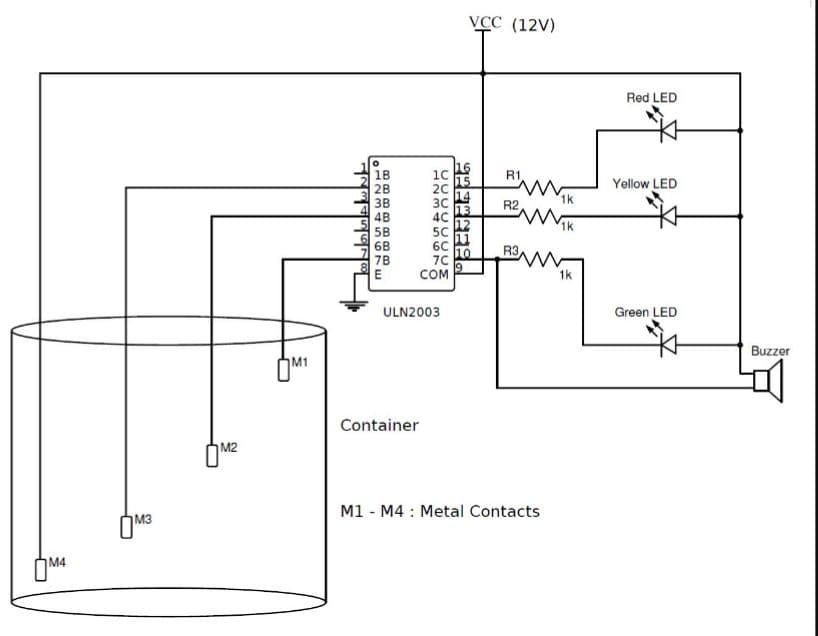 VCC (12V)
Red LED
1 1B 1C 16
2 2B 2C 15
3 3B 3C 14
4 4B 4C 13
5 5B 5C 12
6 6B 6C 11
7 7B 7C 10
8 E COM 9
R1
1k
Yellow LED
R2
1k
R3
1k
ULN2003
Green LED
Buzzer
M1
Container
M2
M1 - M4 : Metal Contacts
M3
M4